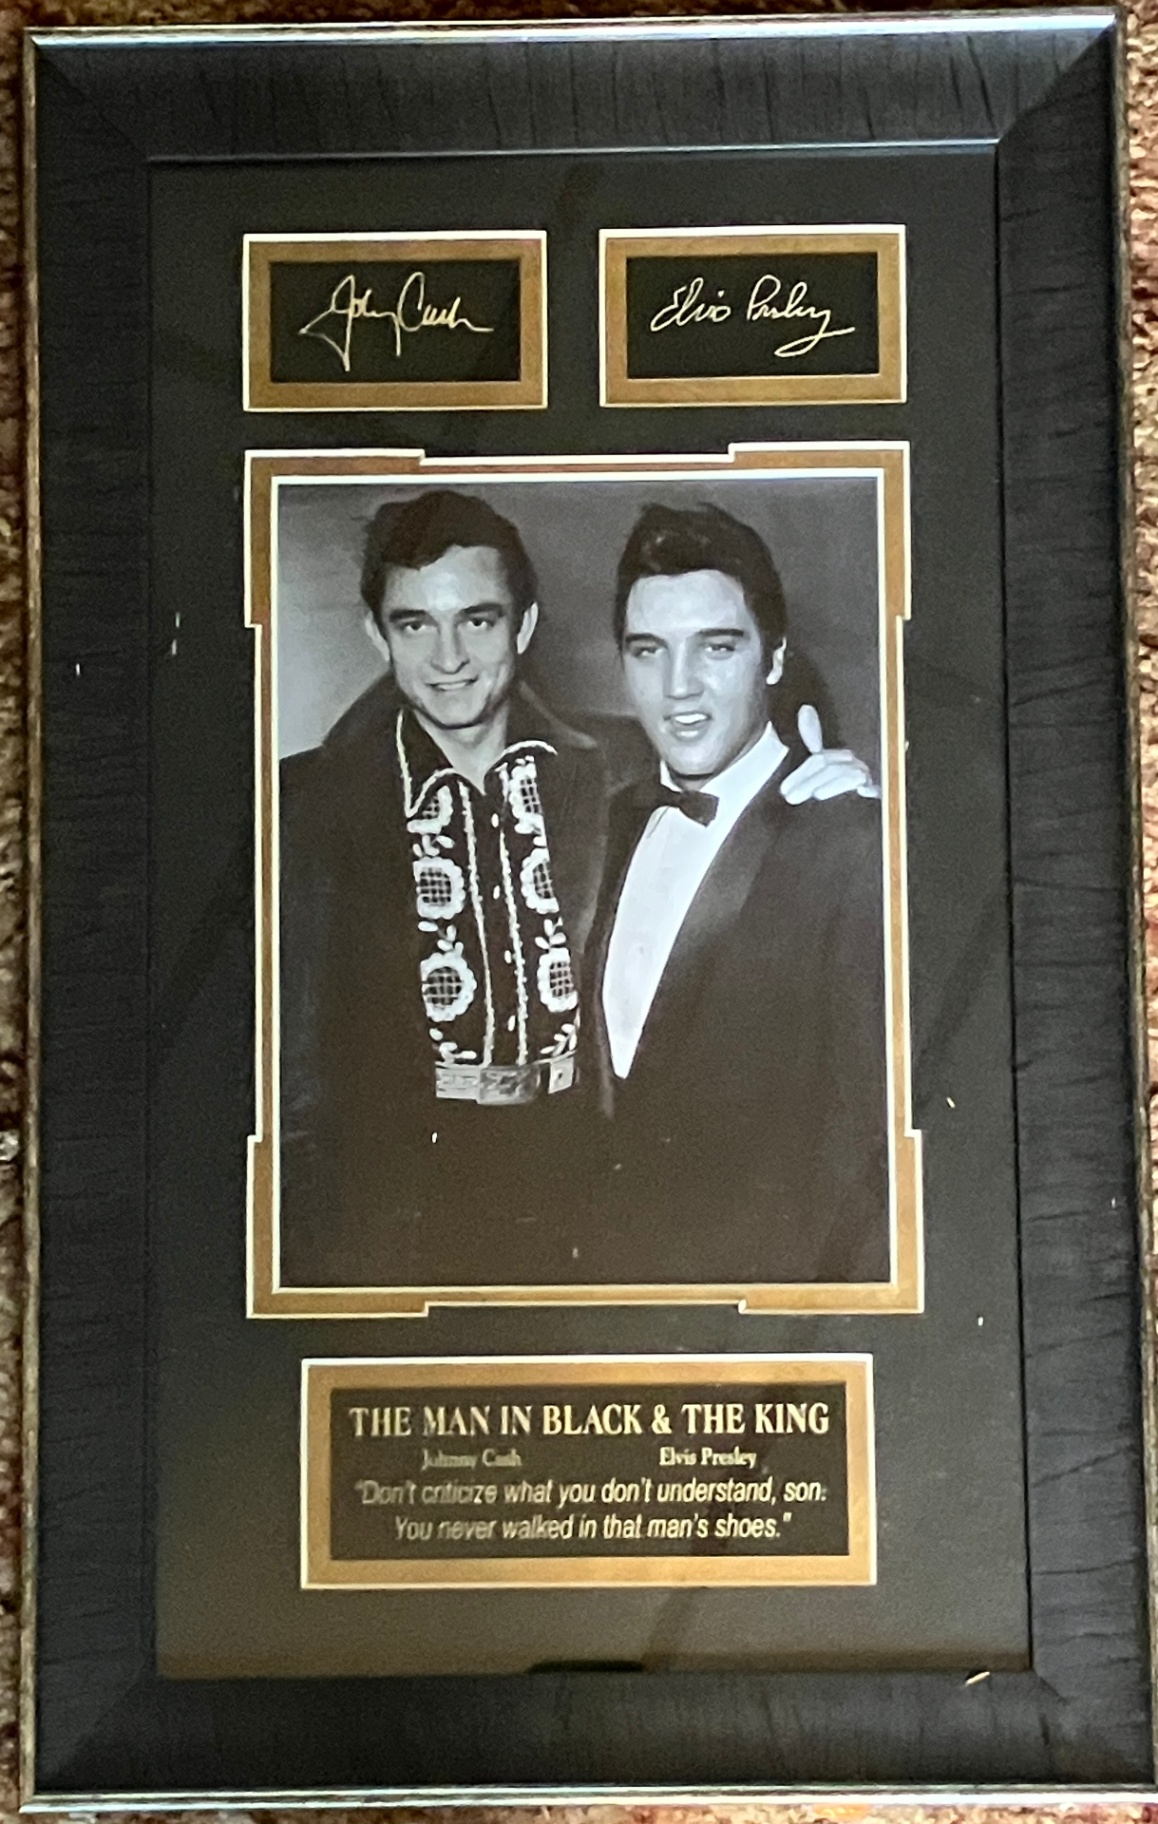 Johnny Cash
Elvis Presley
THE MAN IN BLACK & THE KING
Johnny Cash Elvis Presley
"Don't criticize what you don't understand, son.
You never walked in that man's shoes."